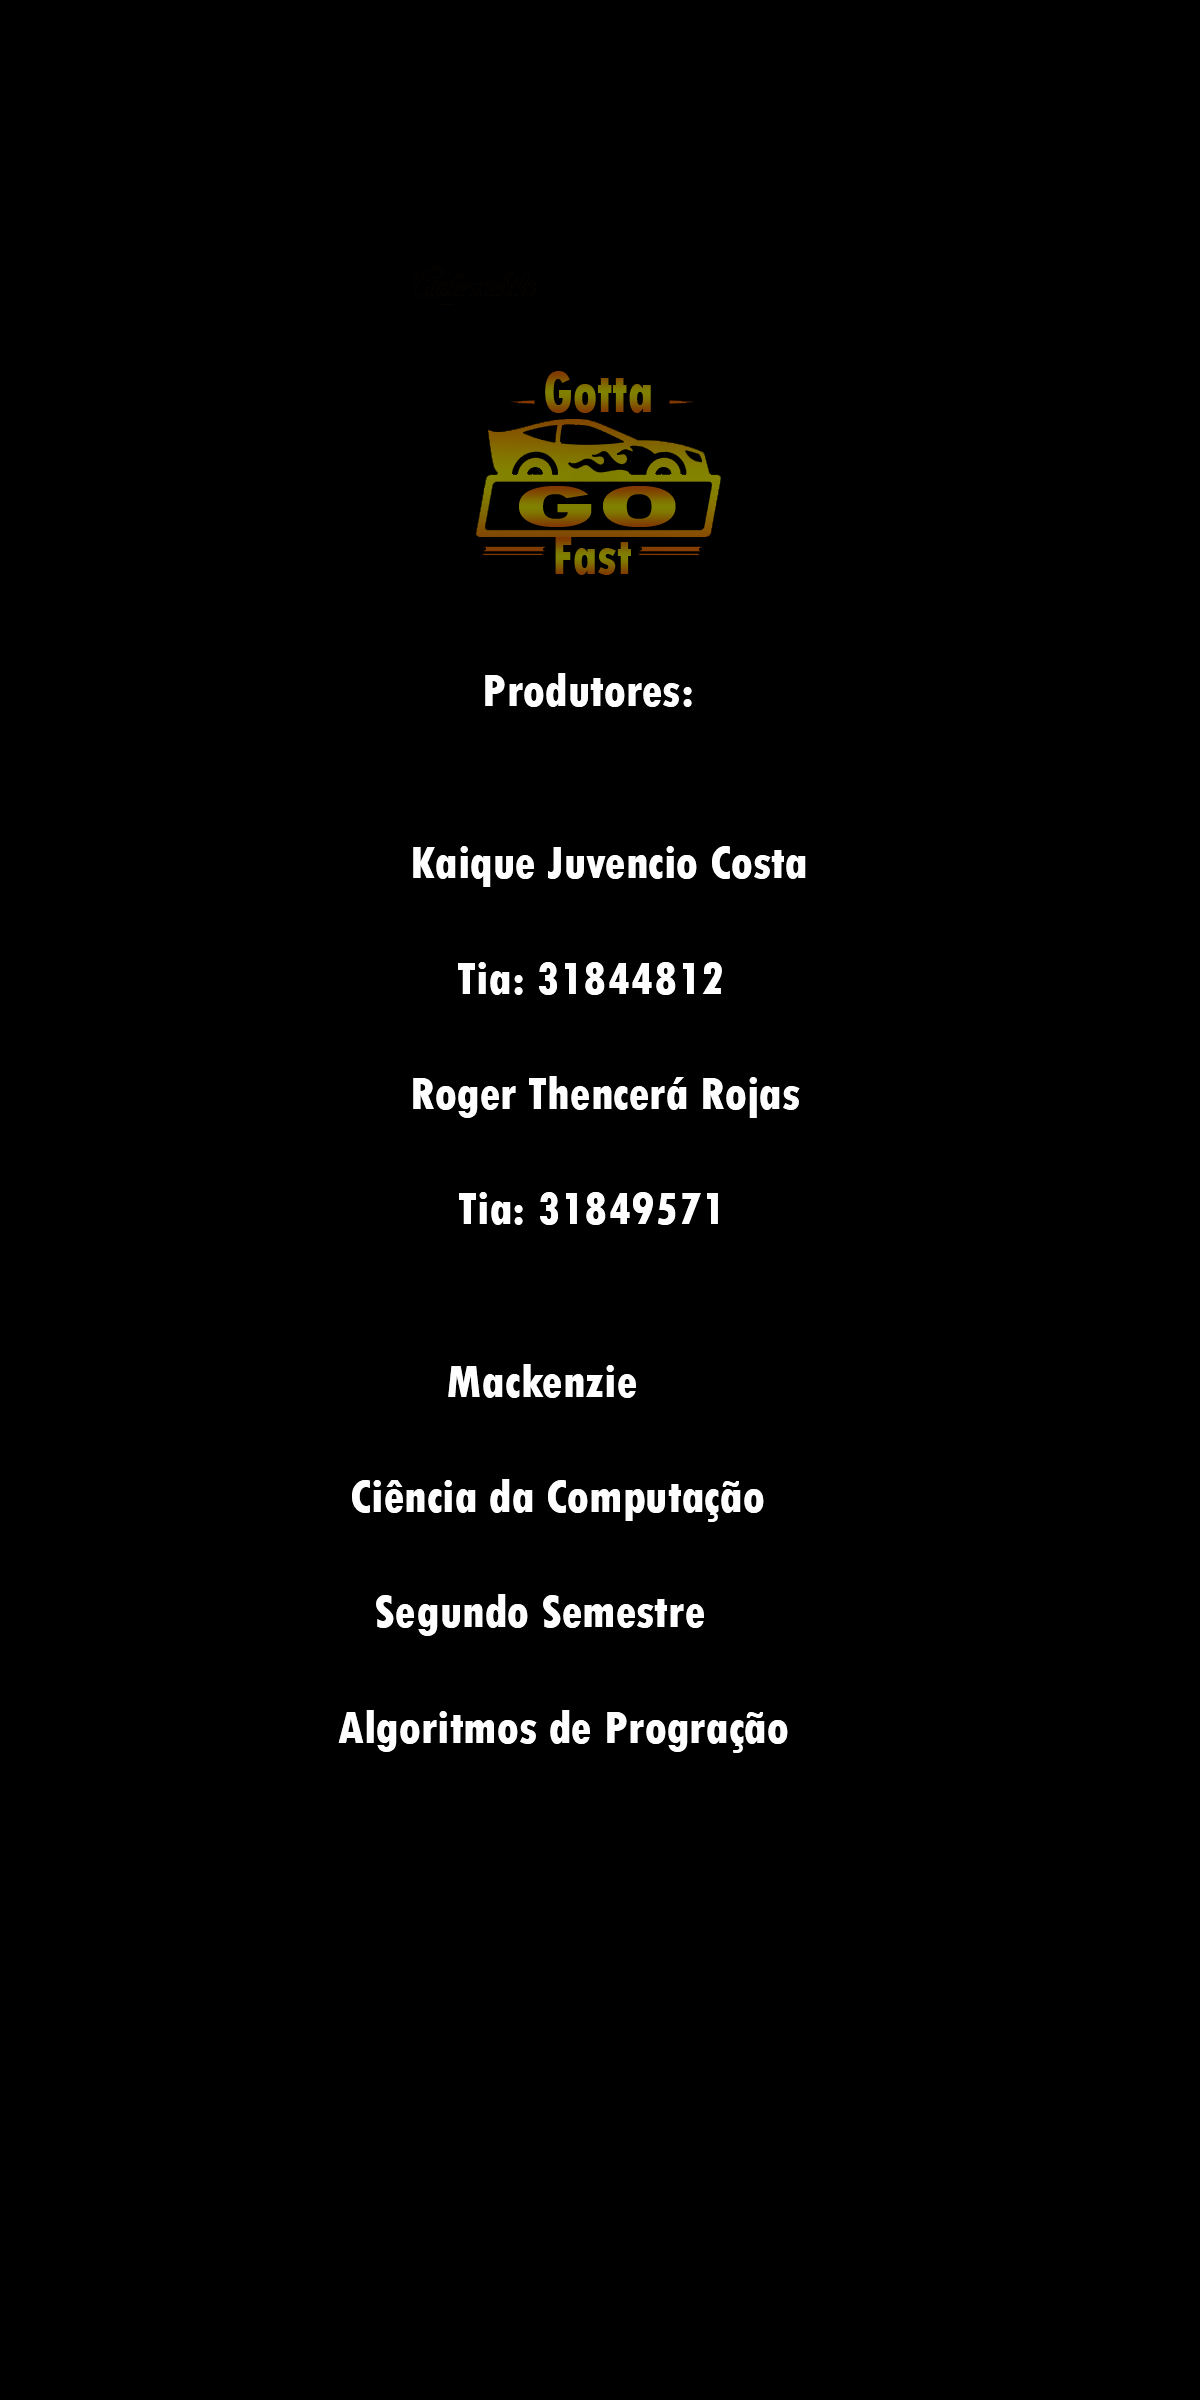 Gotta
GO
Fast
Produtores:
Kaique Juvencio Costa
Tia: 31844812
Roger Thencerá Rojas
Tia: 31849571
Mackenzie
Ciência da Computação
Segundo Semestre
Algoritmos de Progração